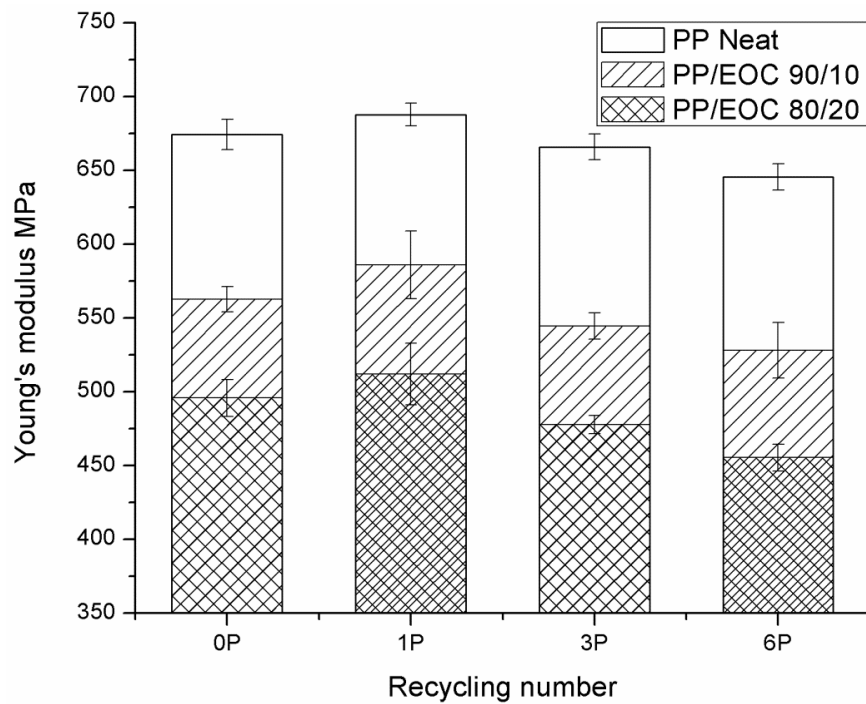 750
700
650
600
550
500
450
400
350
Young's modulus MPa
PP Neat
PP/EOC 90/10
PP/EOC 80/20
0P
1P
3P
6P
Recycling number